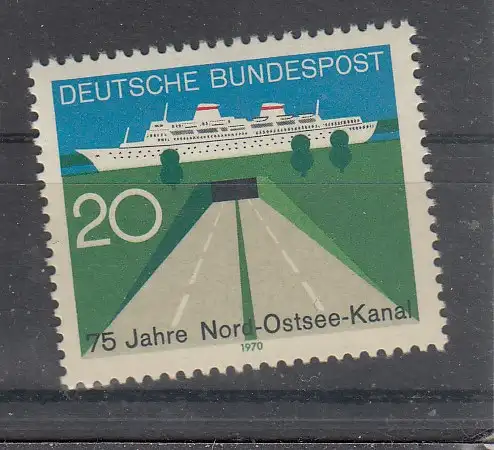 DEUTSCHE BUNDESPOST
20
75 Jahre Nord-Ostsee-Kanal
1970